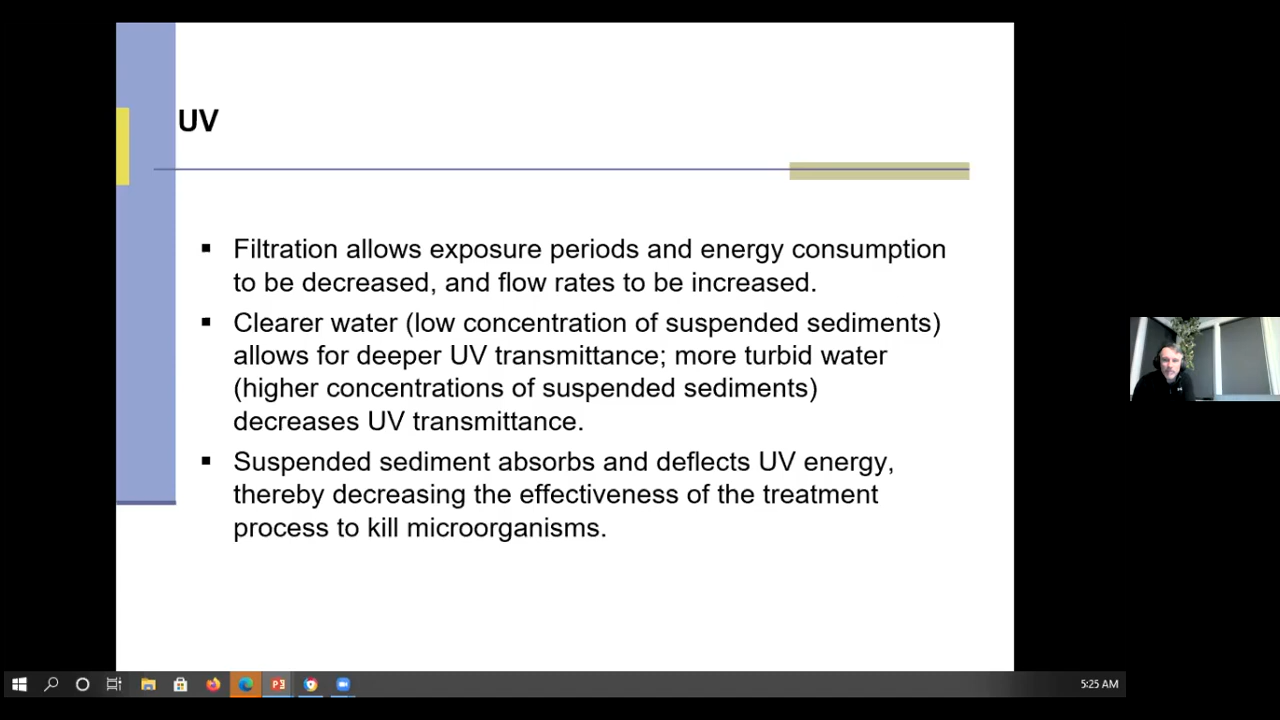 UV
▪ Filtration allows exposure periods and energy consumption
to be decreased, and flow rates to be increased.
▪ Clearer water (low concentration of suspended sediments)
allows for deeper UV transmittance; more turbid water
(higher concentrations of suspended sediments)
decreases UV transmittance.
▪ Suspended sediment absorbs and deflects UV energy,
thereby decreasing the effectiveness of the treatment
process to kill microorganisms.
5:25 AM